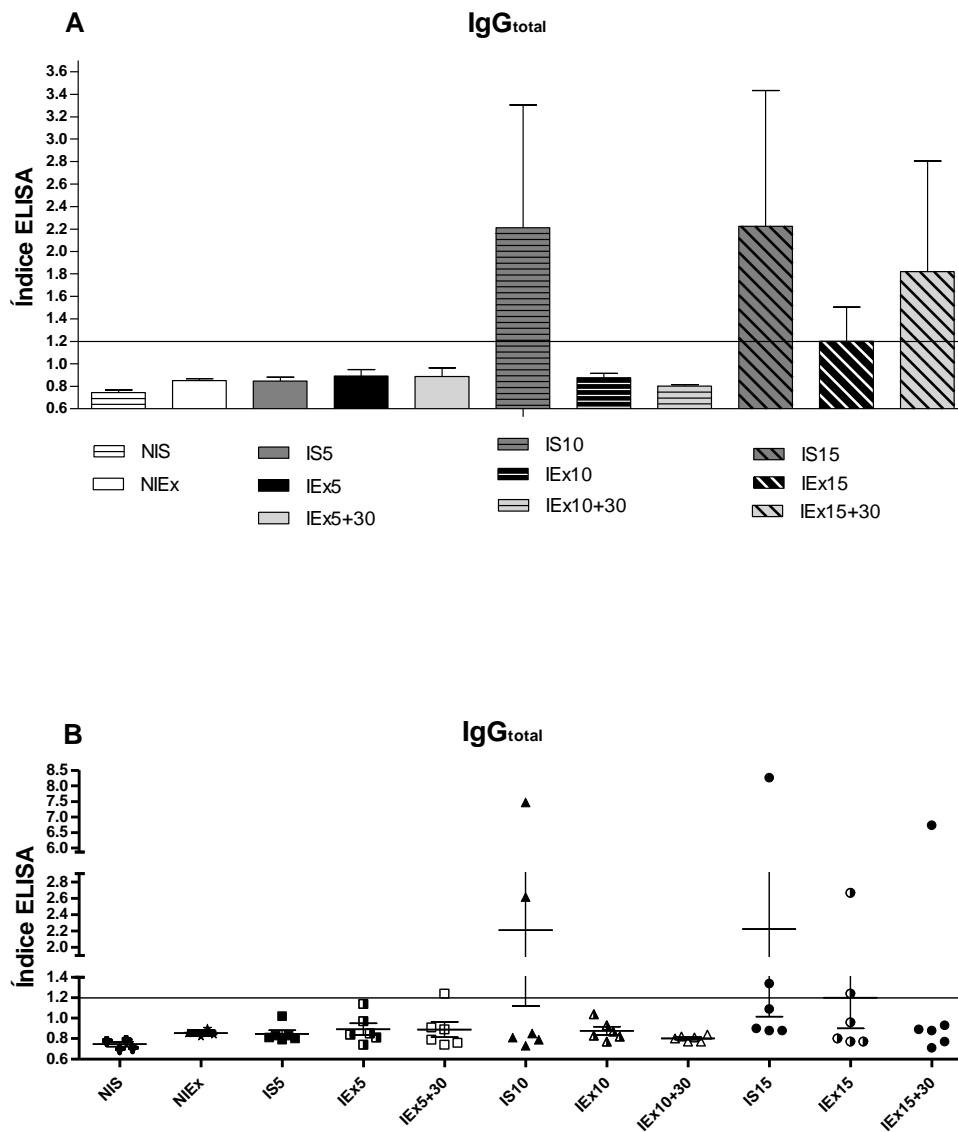 A
IgGtotal
Índice ELISA
3.6
3.4
3.2
3.0
2.8
2.6
2.4
2.2
2.0
1.8
1.6
1.4
1.2
1.0
0.8
0.6
NIS
NIEx
IS5
IEx5
IEx5+30
IS10
IEx10
IEx10+30
IS15
IEx15
IEx15+30
B
IgGtotal
Índice ELISA
8.5
8.0
7.5
7.0
6.5
6.0
2.8
2.6
2.4
2.2
2.0
1.4
1.2
1.0
0.8
0.6
NIS
NIEx
IS5
IEx5
IEx5+30
IS10
IEx10
IEx10+30
IS15
IEx15
IEx15+30